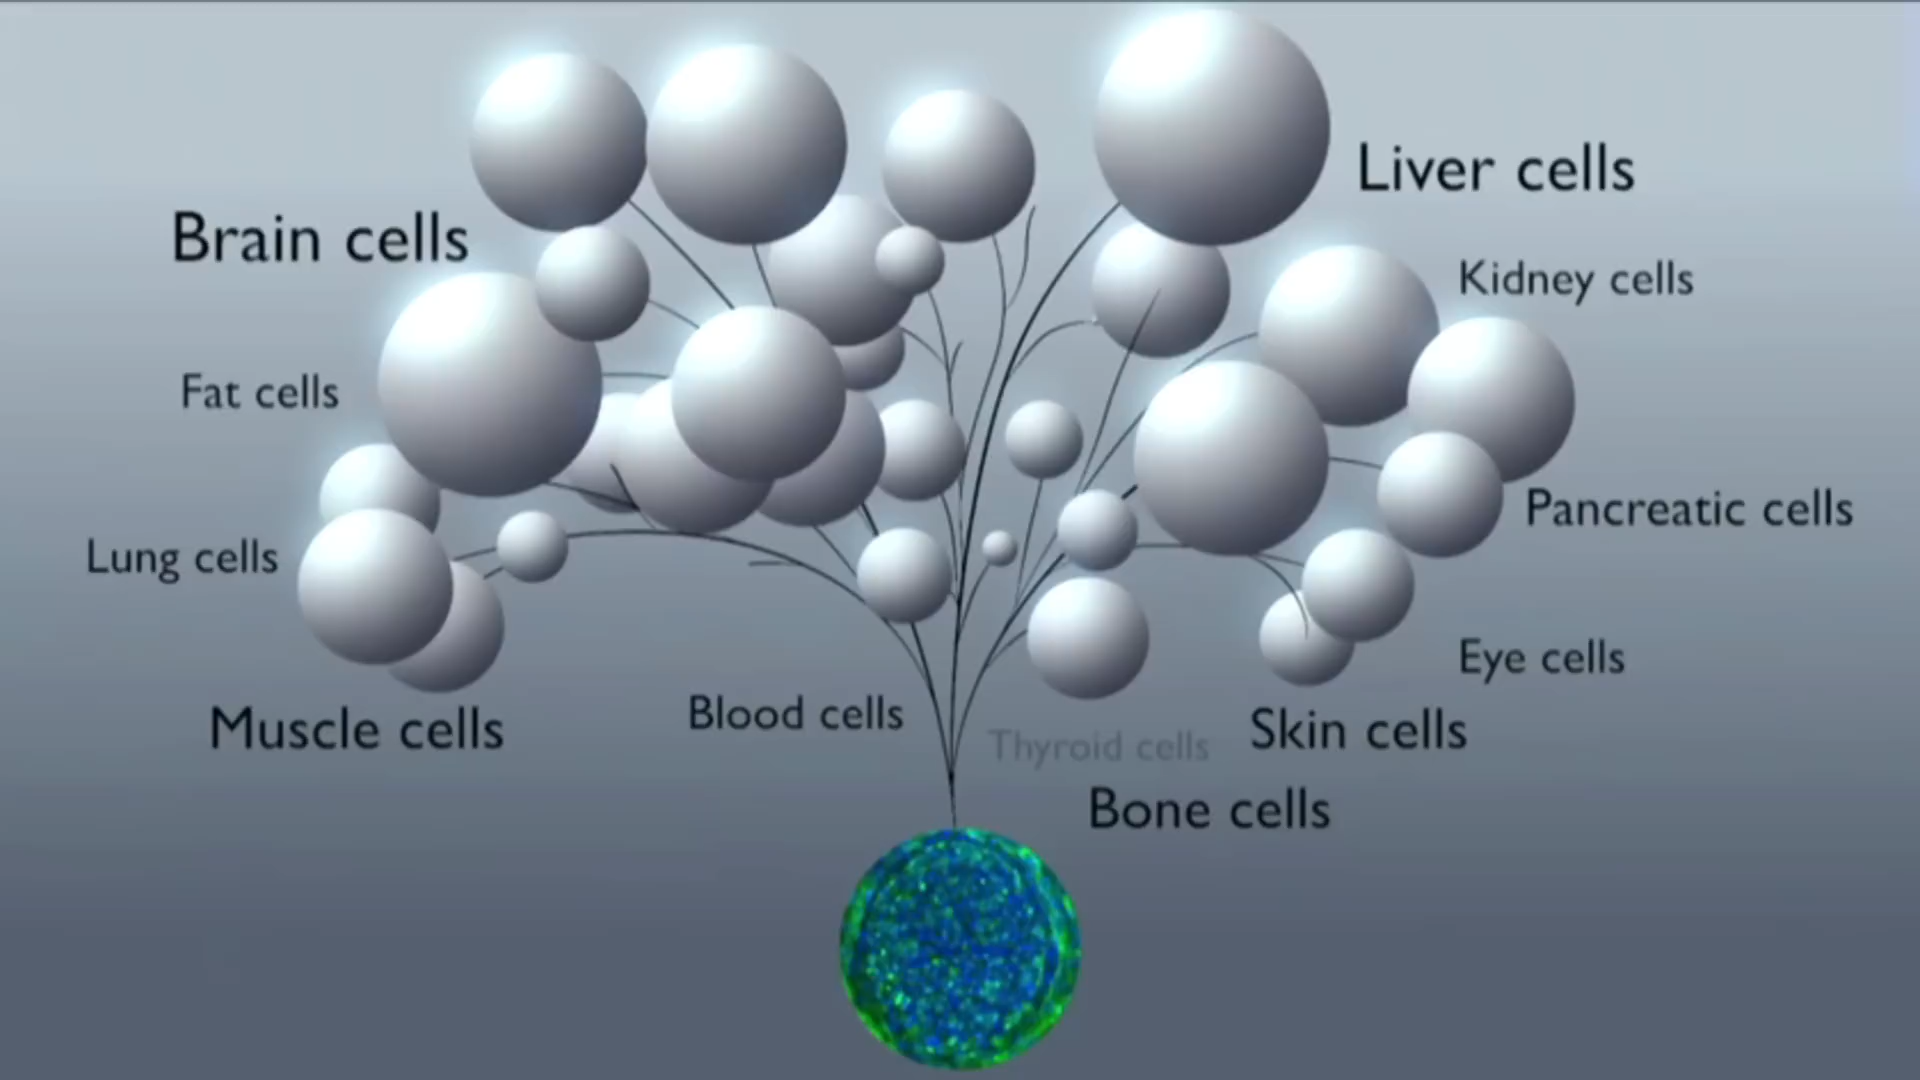 Liver cells
Brain cells
Kidney cells
Fat cells
Pancreatic cells
Lung cells
Eye cells
Muscle cells
Blood cells
Thyroid cells
Skin cells
Bone cells